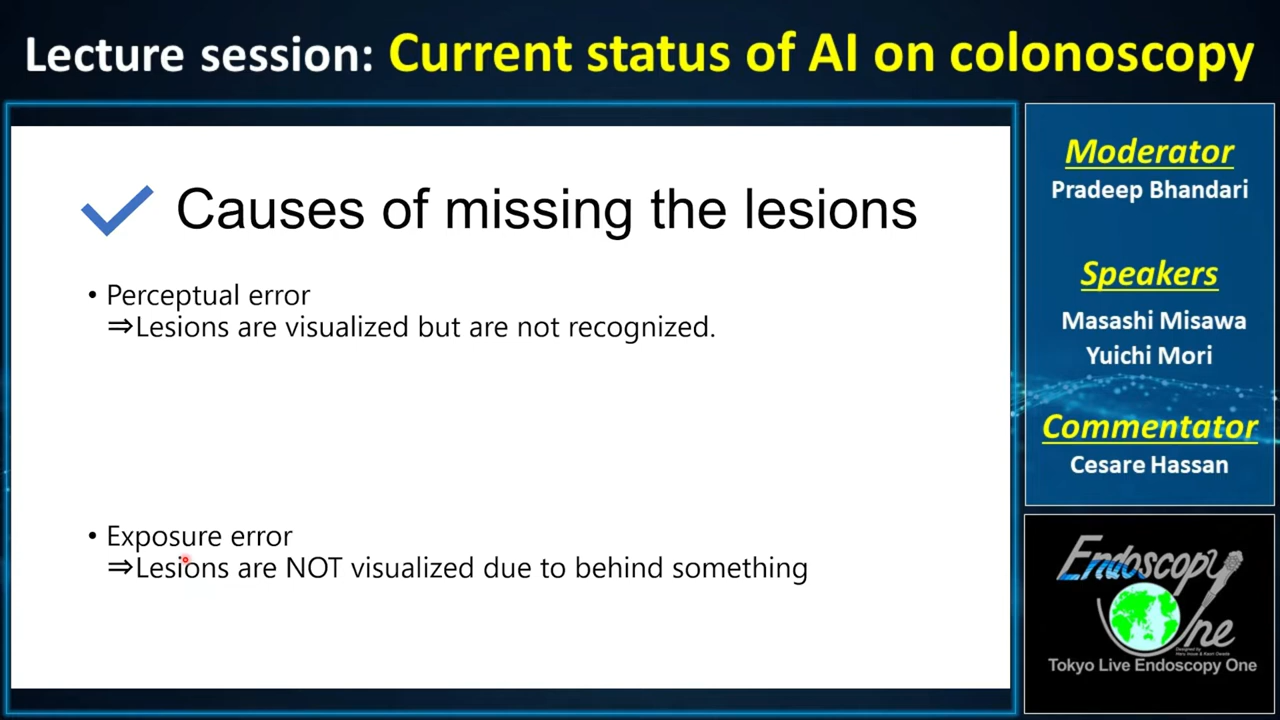 Lecture session: Current status of AI on colonoscopy
Causes of missing the lesions
• Perceptual error
⇒Lesions are visualized but are not recognized.
• Exposure error
⇒Lesions are NOT visualized due to behind something
Moderator
Pradeep Bhandari
Speakers
Masashi Misawa
Yuichi Mori
Commentator
Cesare Hassan
Endoscopy
One
Designed by
Tokyo Live Endoscopy One